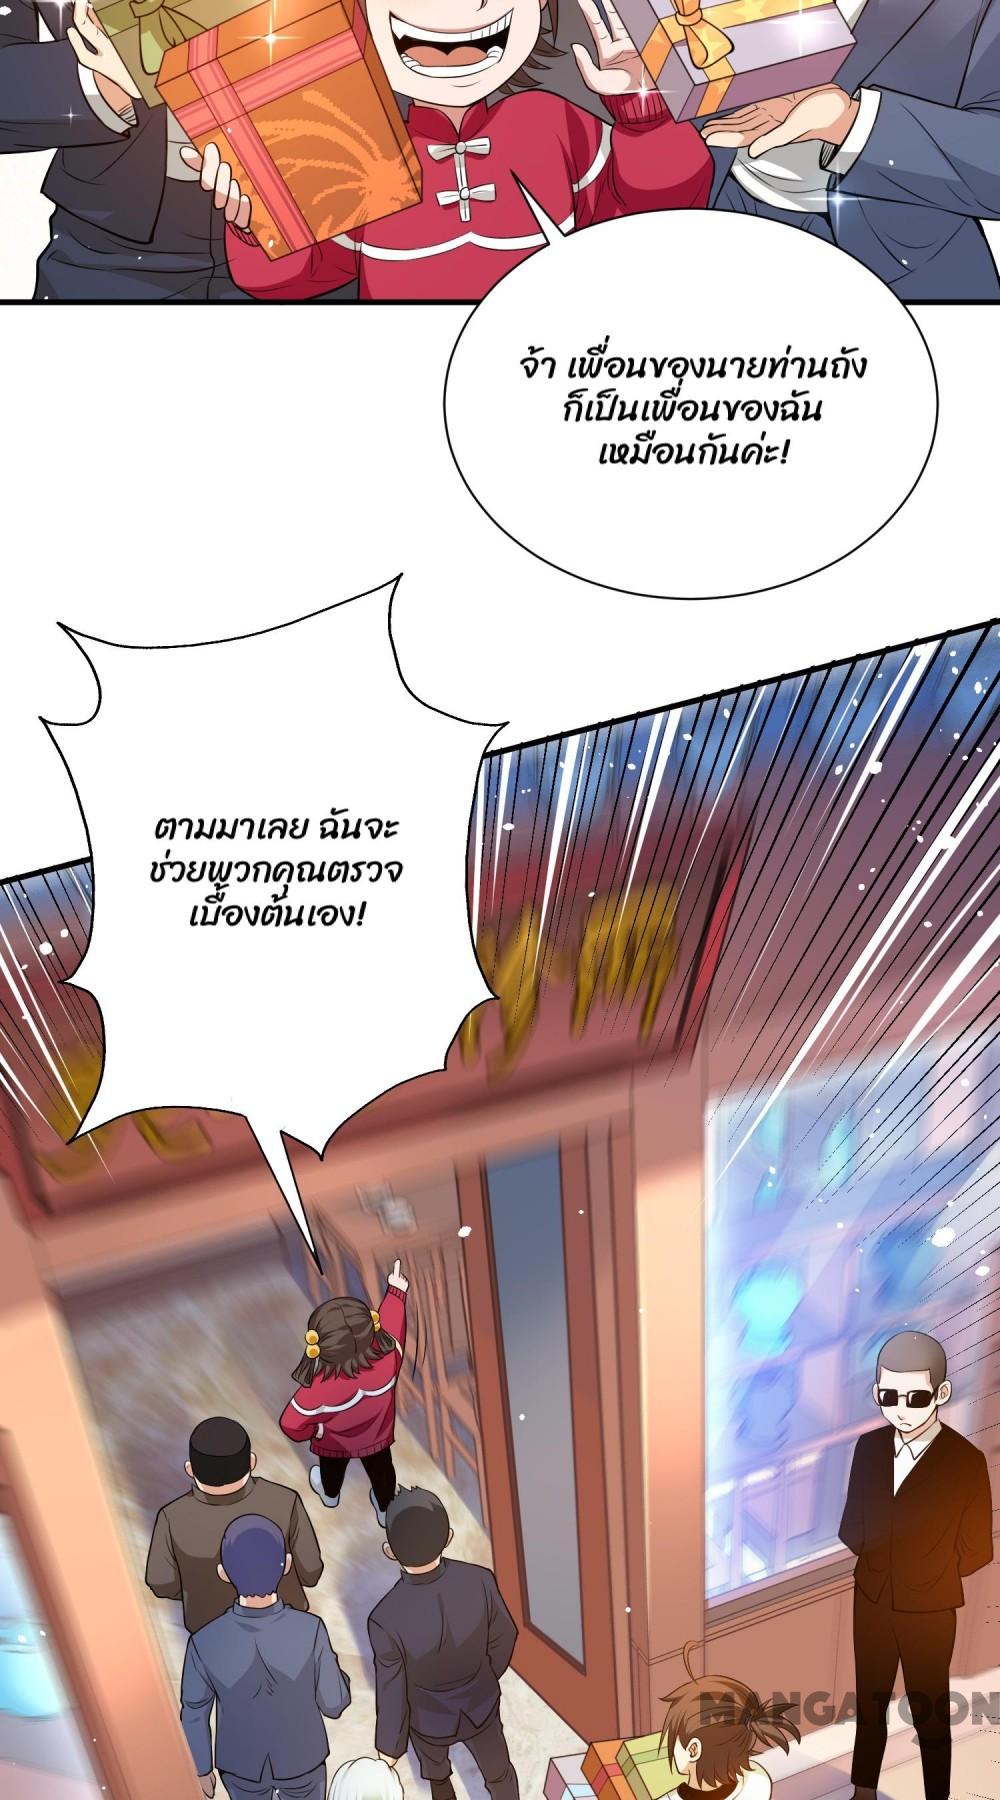 จ้า เพื่อนของนายท่านถัง
ก็เป็นเพื่อนของฉัน
เหมือนกันค่ะ!
ตามมาเลย ฉันจะ
ช่วยพวกคุณตรวจ
เบื้องต้นเอง!
MANGATOON